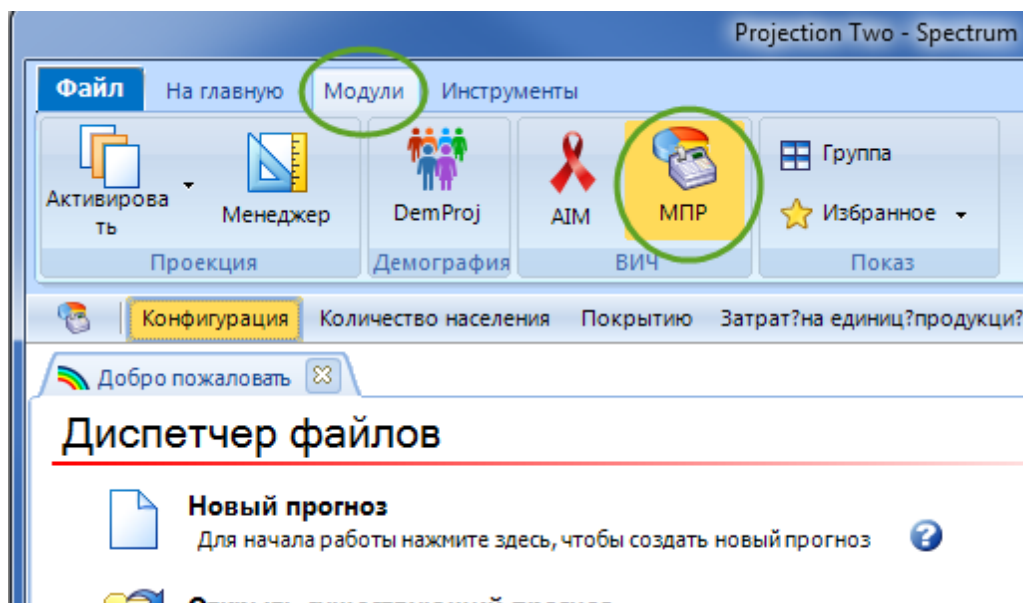 Projection Two - Spectrum
Файл На главную Модули Инструменты
Активирова
ть
Менеджер DemProj AIM МПР Группа
Избранное
Проекция Демография ВИЧ Показ
Конфигурация Количество населения Покрытию Затрат?на единиц?продукци?
Добро пожаловать
Диспетчер файлов
Новый прогноз
Для начала работы нажмите здесь, чтобы создать новый прогноз